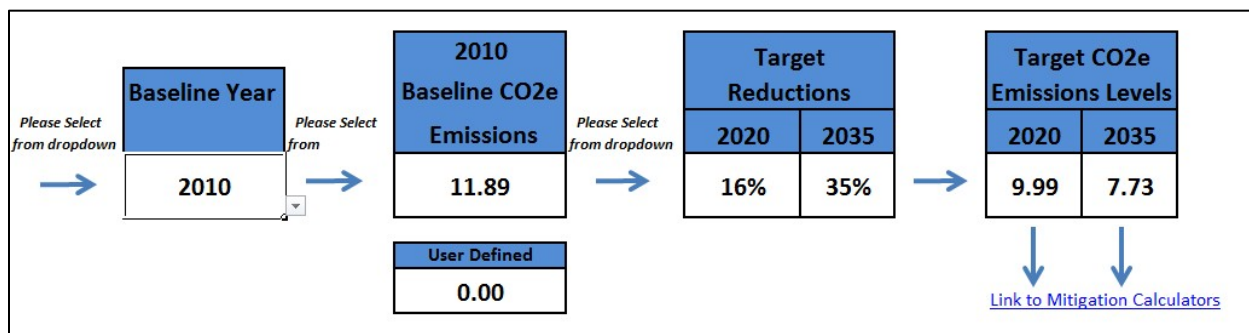 Please Select
from dropdown
Baseline Year
2010
Please Select
from
2010
Baseline CO2e
Emissions
11.89
User Defined
0.00
Please Select
from dropdown
Target
Reductions
2020 2035
16% 35%
Target CO2e
Emissions Levels
2020 2035
9.99 7.73
Link to Mitigation Calculators